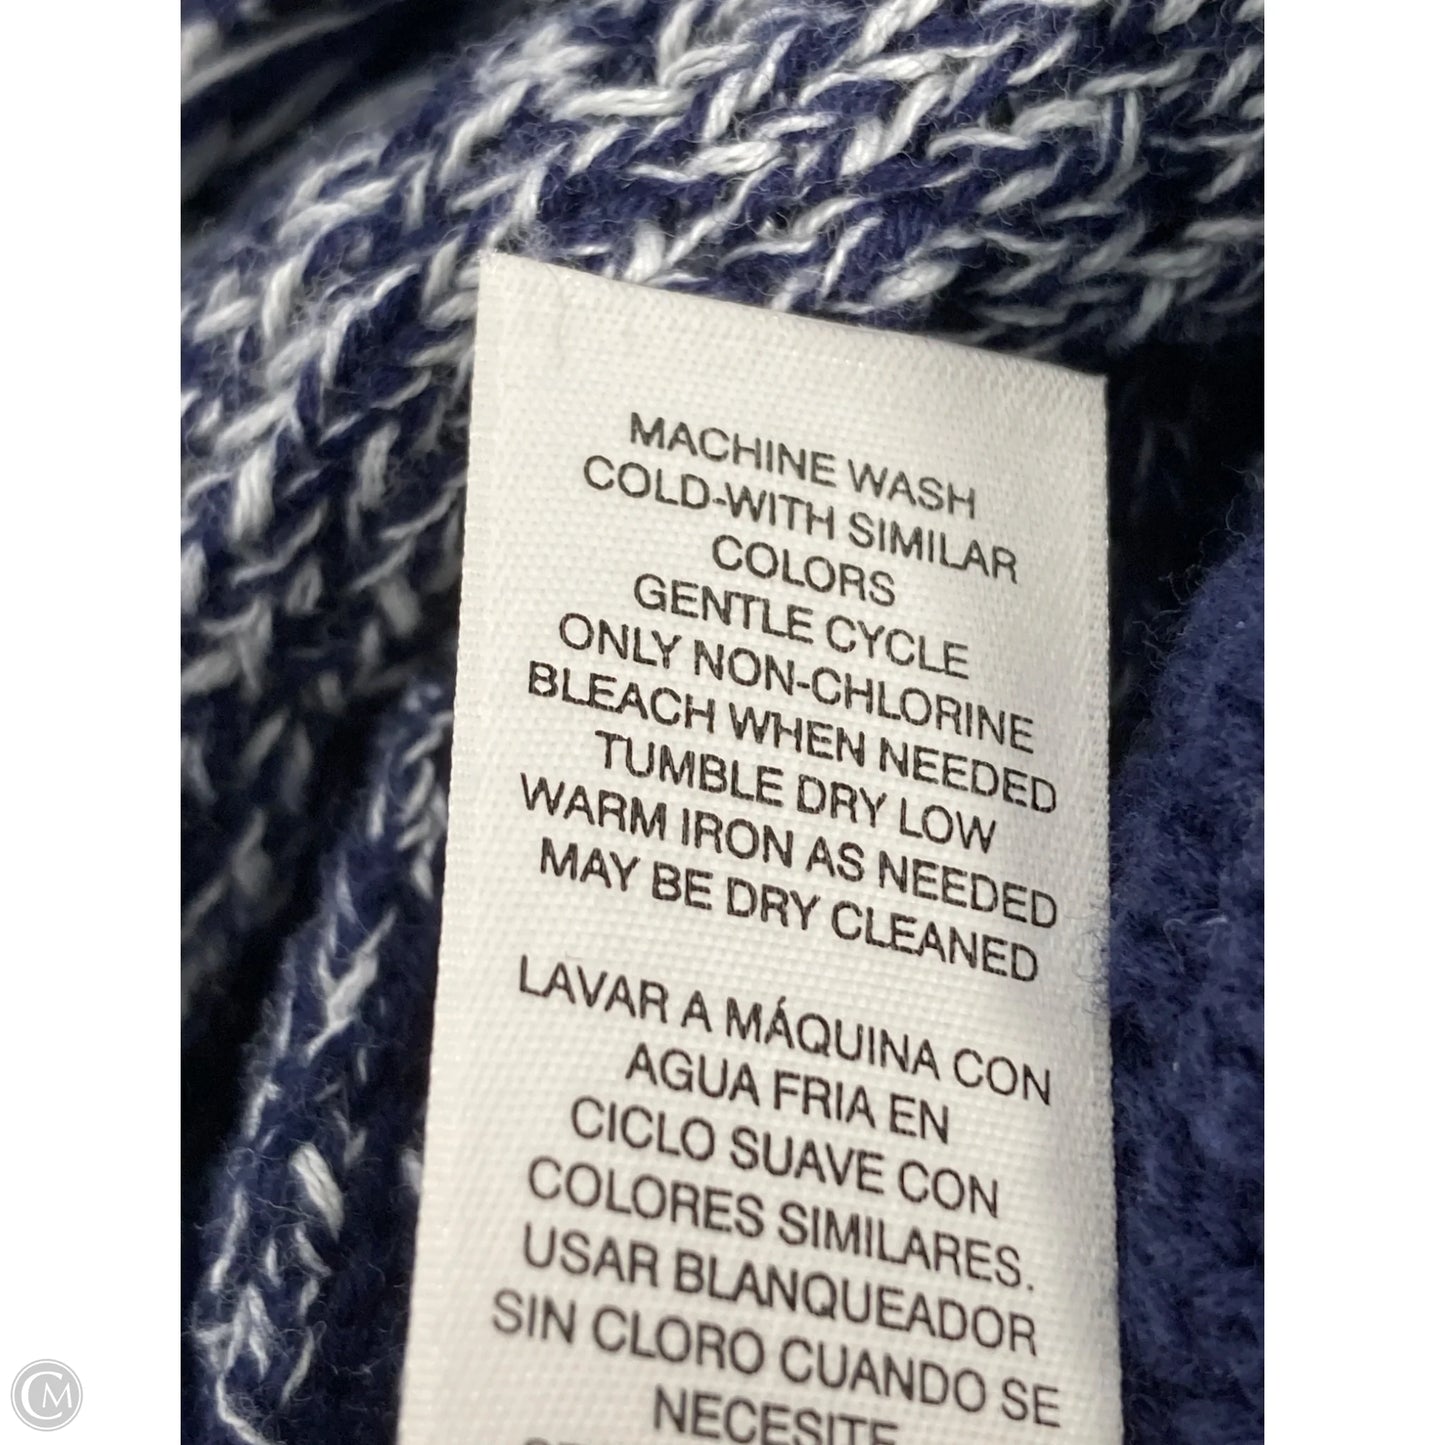 MACHINE WASH
COLD-WITH SIMILAR
COLORS
GENTLE CYCLE
ONLY NON-CHLORINE
BLEACH WHEN NEEDED
TUMBLE DRY LOW
WARM IRON AS NEEDED
MAY BE DRY CLEANED
LAVAR A MÁQUINA CON
AGUA FRIA EN
CICLO SUAVE CON
COLORES SIMILARES.
USAR BLANQUEADOR
SIN CLORO CUANDO SE
NECESITE
CM